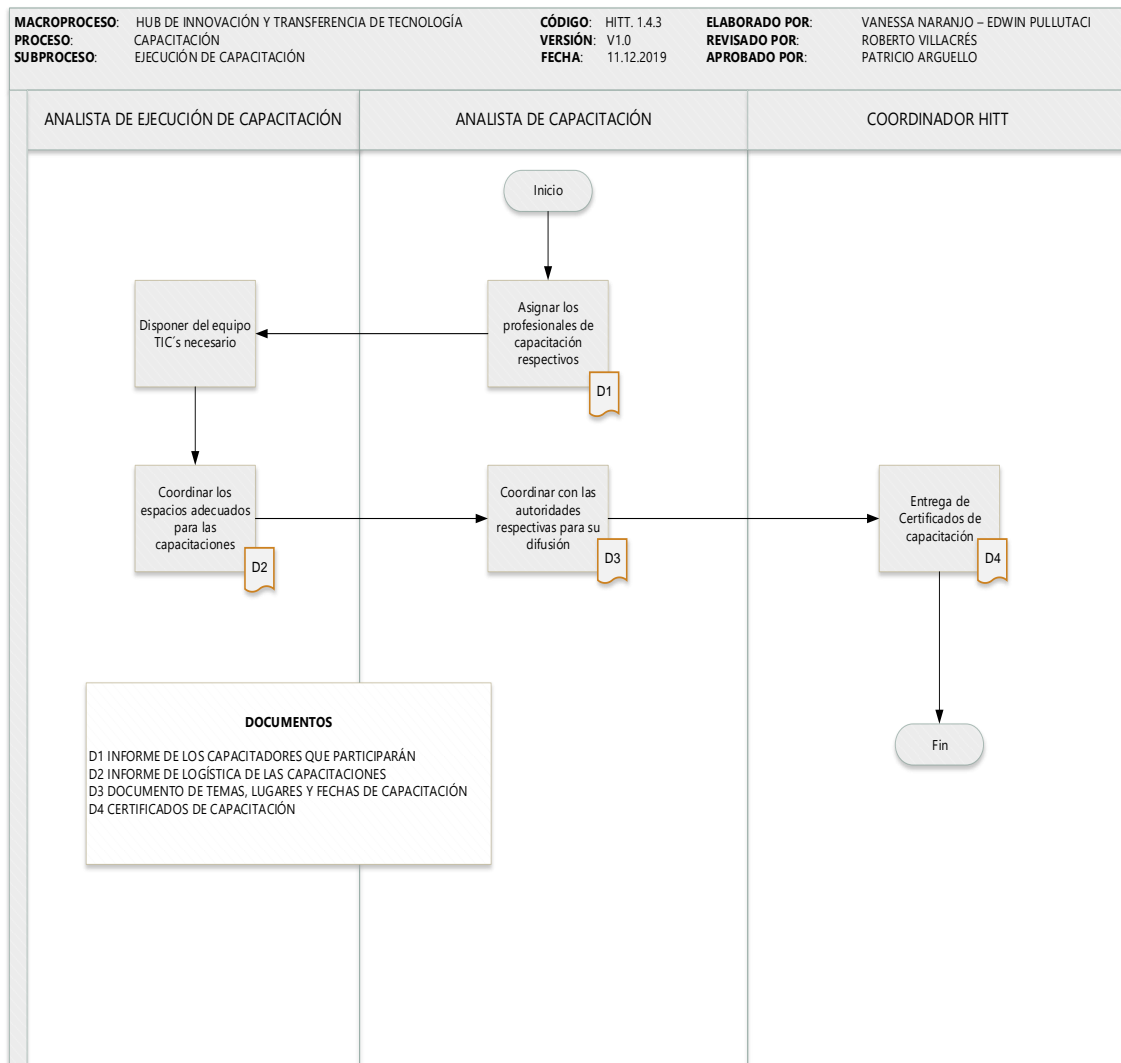 MACROPROCESO: HUB DE INNOVACIÓN Y TRANSFERENCIA DE TECNOLOGÍA CÓDIGO: HITT. 1.4.3 ELABORADO POR: VANESSA NARANJO – EDWIN PULLUTACI
PROCESO: CAPACITACIÓN VERSIÓN: V1.0 REVISADO POR: ROBERTO VILLACRÉS
SUBPROCESO: EJECUCIÓN DE CAPACITACIÓN FECHA: 11.12.2019 APROBADO POR: PATRICIO ARGUELLO
ANALISTA DE EJECUCIÓN DE CAPACITACIÓN ANALISTA DE CAPACITACIÓN COORDINADOR HITT
Inicio
Asignar los
profesionales de
capacitación
respectivos
D1
Disponer del equipo
TIC´s necesario
Coordinar los
espacios adecuados
para las
capacitaciones
D2
Coordinar con las
autoridades
respectivas para su
difusión
D3
Entrega de
Certificados de
capacitación
D4
Fin
DOCUMENTOS
D1 INFORME DE LOS CAPACITADORES QUE PARTICIPARÁN
D2 INFORME DE LOGÍSTICA DE LAS CAPACITACIONES
D3 DOCUMENTO DE TEMAS, LUGARES Y FECHAS DE CAPACITACIÓN
D4 CERTIFICADOS DE CAPACITACIÓN